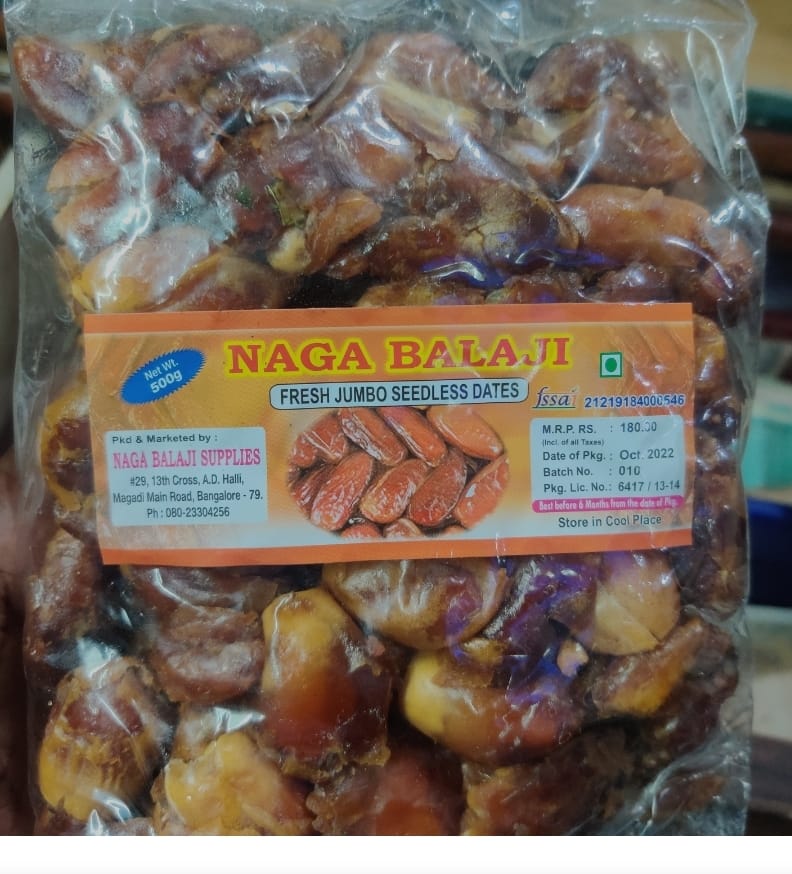 Net Wt.
500g
NAGA BALAJI
FRESH JUMBO SEEDLESS DATES
fssai 21219184000546
Pkd & Marketed by :
NAGA BALAJI SUPPLIES
#29, 13th Cross, A.D. Halli,
Magadi Main Road, Bangalore - 79.
Ph : 080-23304256
M.R.P. RS. : 180.00
(Incl. of all Taxes)
Date of Pkg. : Oct. 2022
Batch No. : 010
Pkg. Lic. No.: 6417 / 13-14
Best before 6 Months from the date of Pkg.
Store in Cool Place